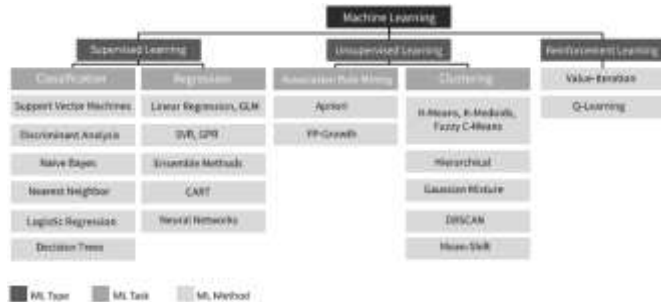 Machine Learning
Supervised Learning
Unsupervised Learning
Reinforcement Learning
Classification
Regression
Association Rule Mining
Clustering
Value-Iteration
Support Vector Machines
Linear Regression, GLM
Apriori
K-Means, K-Medoids,
Fuzzy C-Means
Q-Learning
Discriminant Analysis
SVR, GPR
FP-Growth
Naive Bayes
Ensemble Methods
Hierarchical
Nearest Neighbor
CART
Gaussian Mixture
Logistic Regression
Neural Networks
DBSCAN
Decision Trees
Mean-Shift
ML Type
ML Task
ML Method